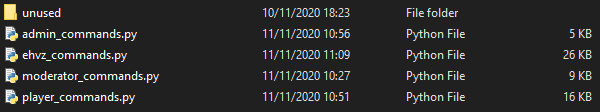 unused 10/11/2020 18:23 File folder
admin_commands.py 11/11/2020 10:56 Python File 5 KB
ehvz_commands.py 11/11/2020 11:09 Python File 26 KB
moderator_commands.py 11/11/2020 10:27 Python File 9 KB
player_commands.py 11/11/2020 10:51 Python File 16 KB